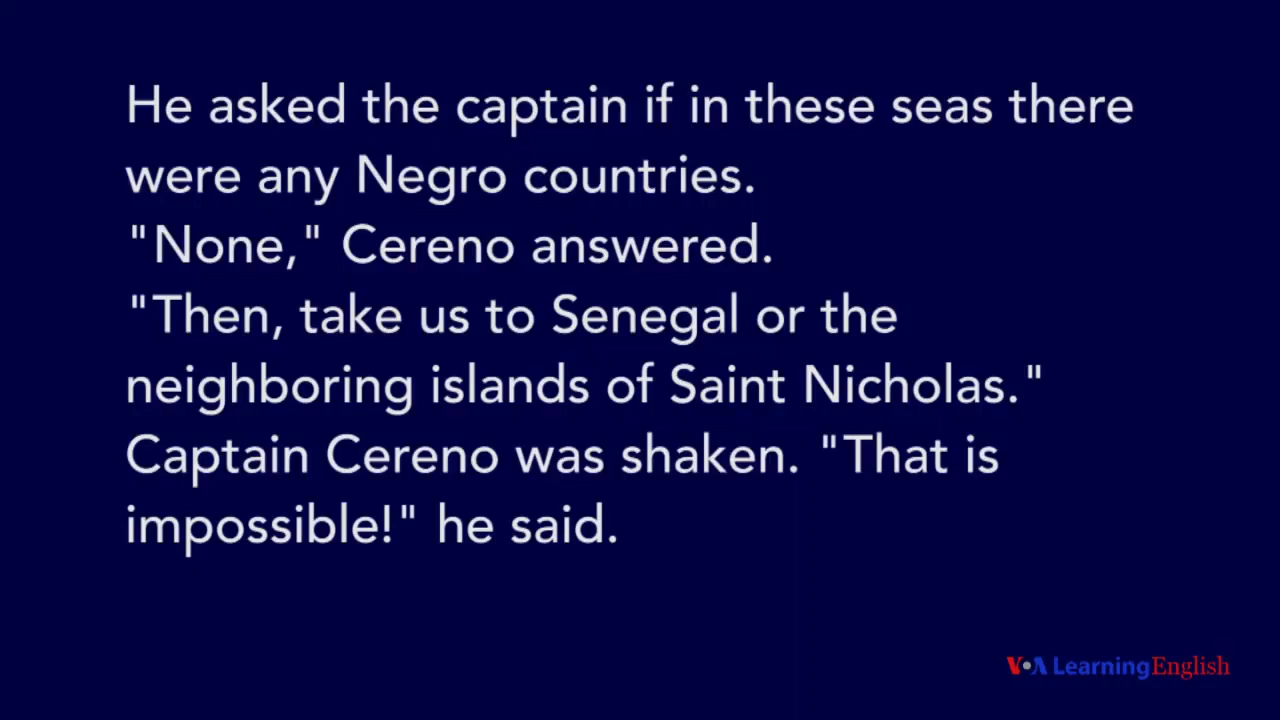 He asked the captain if in these seas there
were any Negro countries.
"None," Cereno answered.
"Then, take us to Senegal or the
neighboring islands of Saint Nicholas."
Captain Cereno was shaken. "That is
impossible!" he said.
VOA Learning English